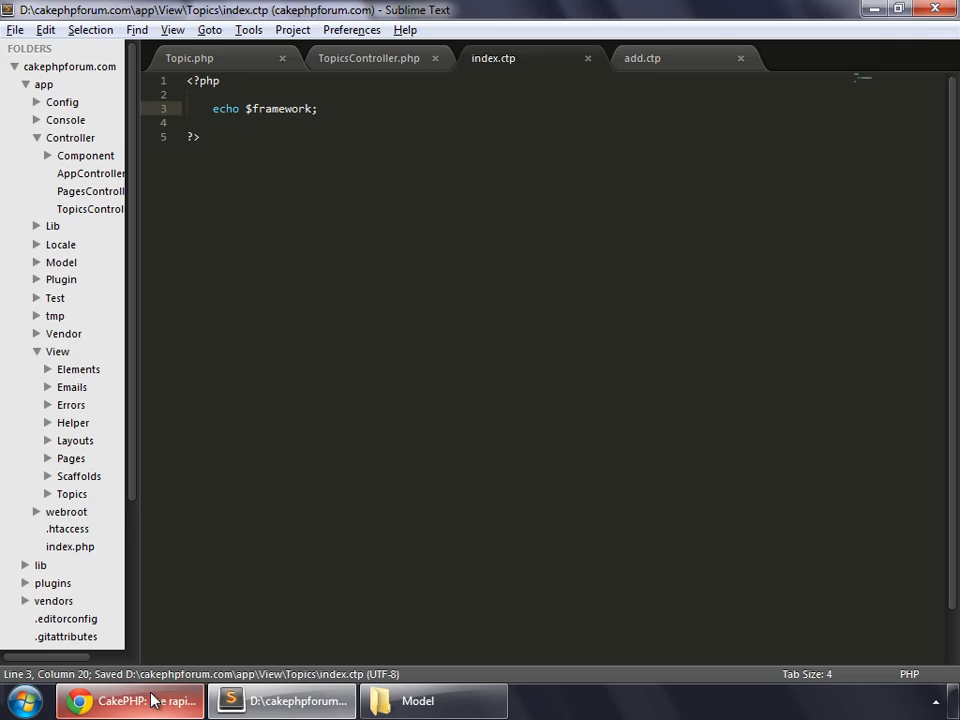 D:\cakephpforum.com\app\View\Topics\index.ctp (cakephpforum.com) - Sublime Text
File Edit Selection Find View Goto Tools Project Preferences Help
FOLDERS
cakephpforum.com
app
Config
Console
Controller
Component
AppController
PagesControll
TopicsControl
Lib
Locale
Model
Plugin
Test
tmp
Vendor
View
Elements
Emails
Errors
Helper
Layouts
Pages
Scaffolds
Topics
webroot
.htaccess
index.php
lib
plugins
vendors
.editorconfig
.gitattributes
Topic.php TopicsController.php index.ctp add.ctp
1 <?php
2
3 echo $framework;
4
5 ?>
Line 3, Column 20; Saved D:\cakephpforum.com\app\View\Topics\index.ctp (UTF-8) Tab Size: 4 PHP
CakePHP: rapi... D:\cakephpforum... Model